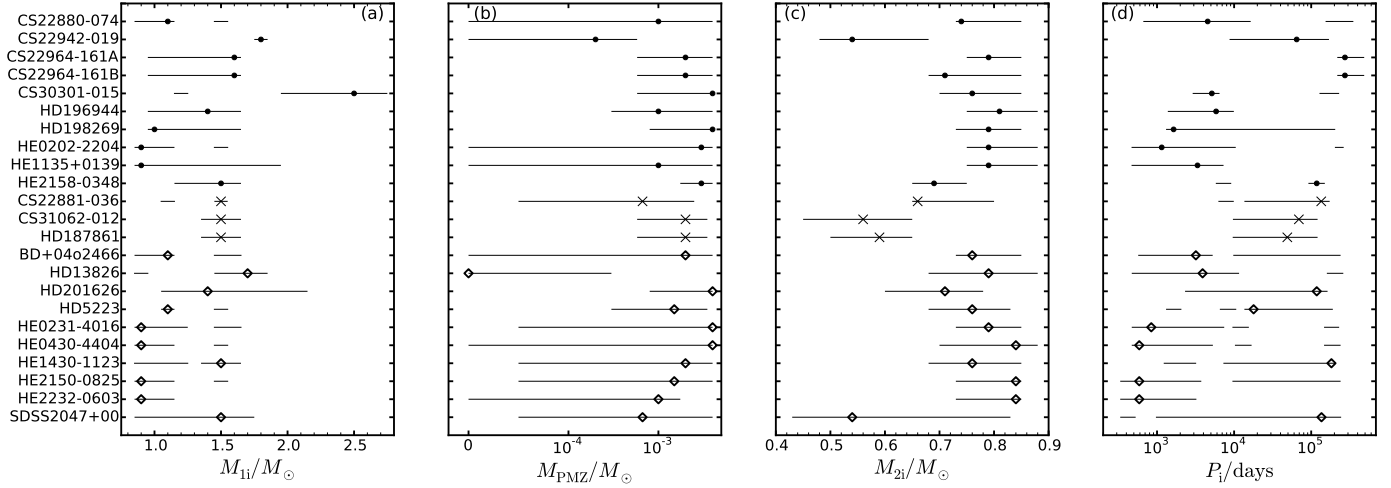 (a) (b) (c) (d)
CS22880-074
CS22942-019
CS22964-161A
CS22964-161B
CS30301-015
HD196944
HD198269
HE0202-2204
HE1135+0139
HE2158-0348
CS22881-036
CS31062-012
HD187861
BD+04o2466
HD13826
HD201626
HD5223
HE0231-4016
HE0430-4404
HE1430-1123
HE2150-0825
HE2232-0603
SDSS2047+00
1.0 1.5 2.0 2.5 0 10⁻⁴ 10⁻³ 0.4 0.5 0.6 0.7 0.8 0.9 10³ 10⁴ 10⁵
M₁ᵢ/M⊙ M_PMZ/M⊙ M₂ᵢ/M⊙ Pᵢ/days